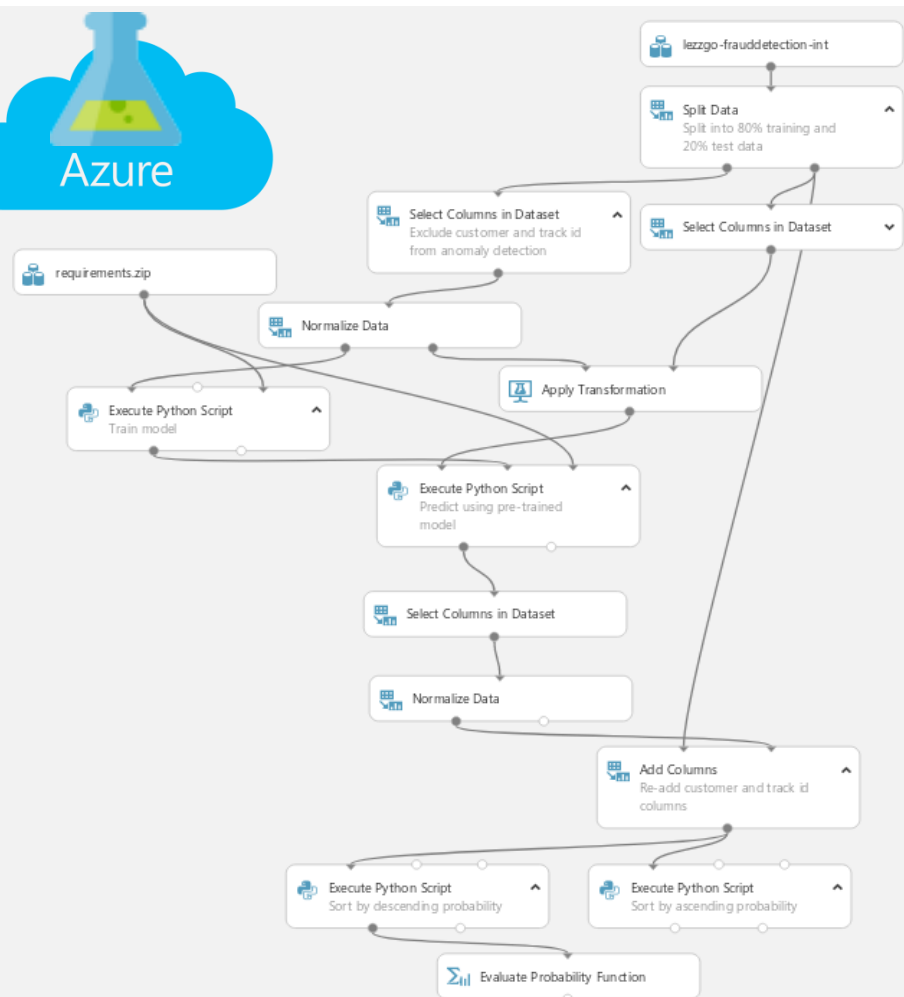 Azure
lezzgo-frauddetection-int
Split Data
Split into 80% training and
20% test data
Select Columns in Dataset
Exclude customer and track id
from anomaly detection
Select Columns in Dataset
requirements.zip
Normalize Data
Apply Transformation
Execute Python Script
Train model
Execute Python Script
Predict using pre-trained
model
Select Columns in Dataset
Normalize Data
Add Columns
Re-add customer and track id
columns
Execute Python Script
Sort by descending probability
Execute Python Script
Sort by ascending probability
Evaluate Probability Function